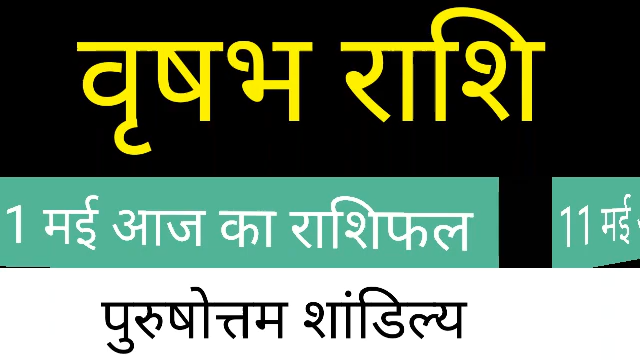 वृषभ राशि
1 मई आज का राशिफल 11 मई
पुरुषोत्तम शांडिल्य